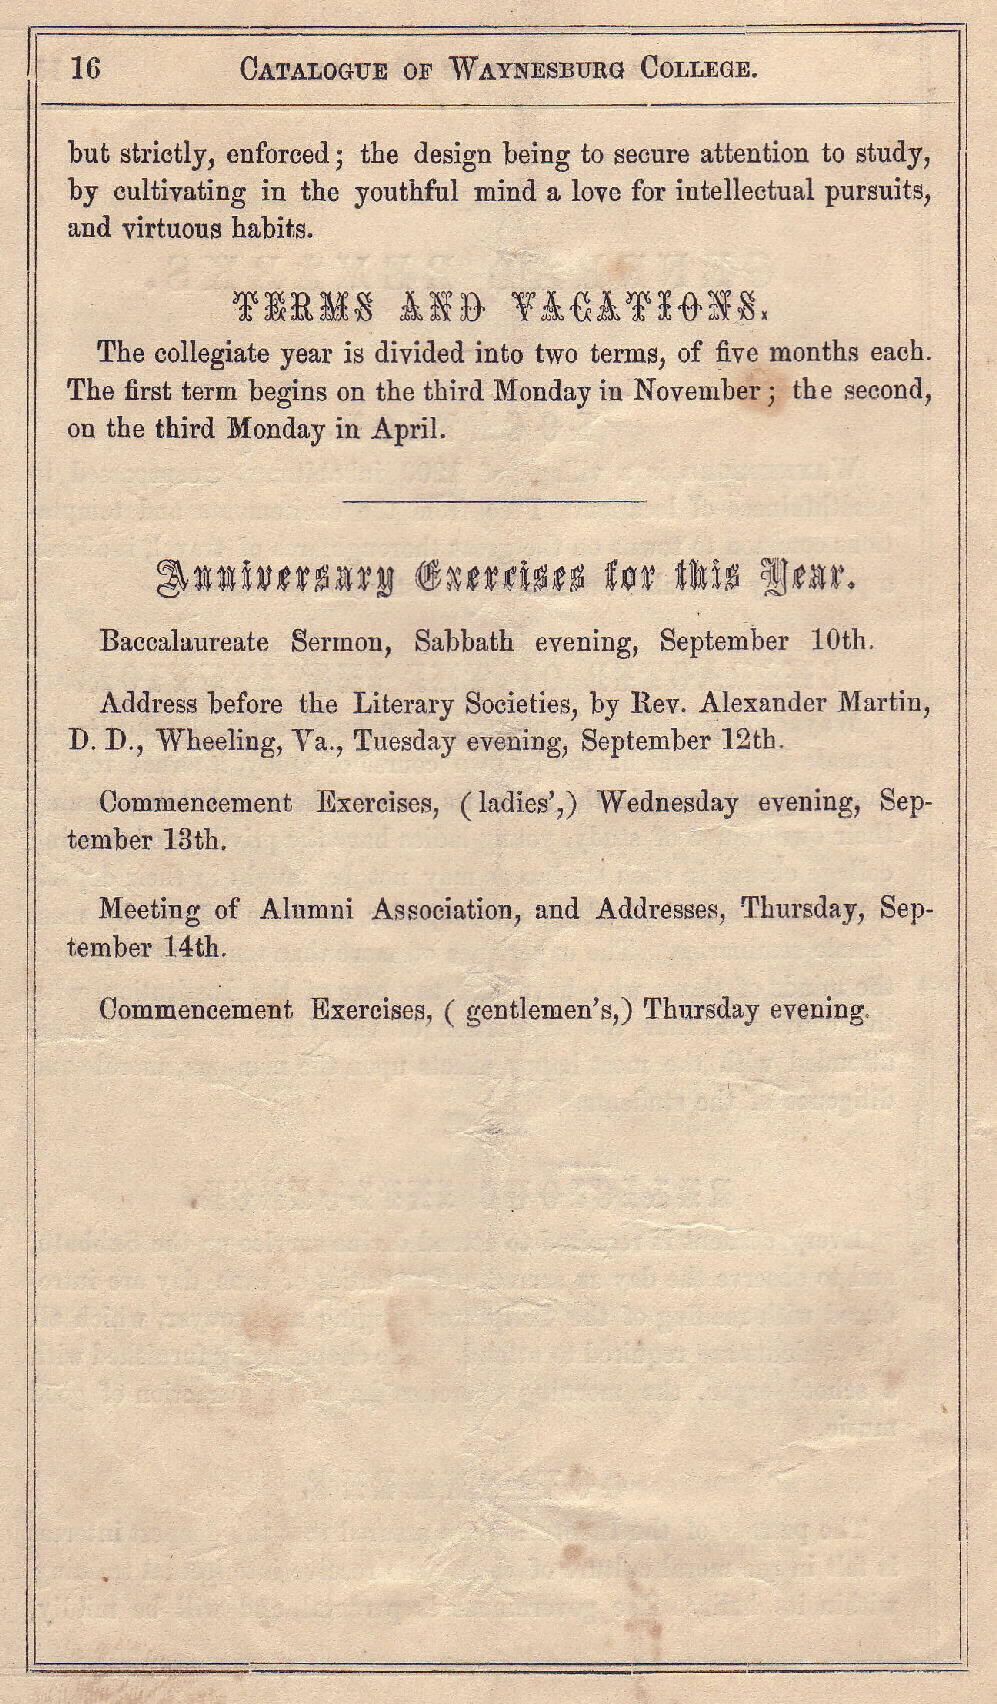 16 CATALOGUE OF WAYNESBURG COLLEGE.
but strictly, enforced; the design being to secure attention to study,
by cultivating in the youthful mind a love for intellectual pursuits,
and virtuous habits.
TERMS AND VACATIONS.
The collegiate year is divided into two terms, of five months each.
The first term begins on the third Monday in November; the second,
on the third Monday in April.
Anniversary Exercises for this Year.
Baccalaureate Sermon, Sabbath evening, September 10th.
Address before the Literary Societies, by Rev. Alexander Martin,
D. D., Wheeling, Va., Tuesday evening, September 12th.
Commencement Exercises, (ladies',) Wednesday evening, Sep-
tember 13th.
Meeting of Alumni Association, and Addresses, Thursday, Sep-
tember 14th.
Commencement Exercises, ( gentlemen's,) Thursday evening.